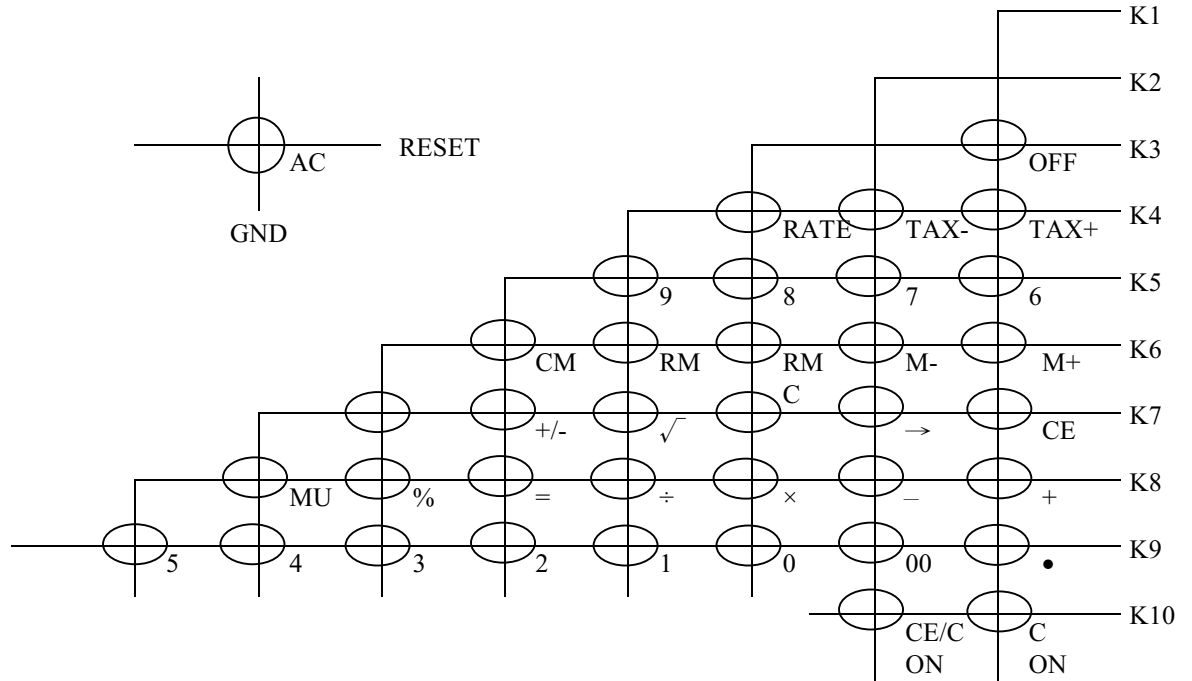 K1
K2
AC
RESET
OFF
K3
GND
RATE TAX- TAX+
K4
9 8 7 6
K5
CM RM RM M- M+
K6
C
+/- √ → CE
K7
MU % = ÷ × – +
K8
5 4 3 2 1 0 00 •
K9
CE/C C
K10
ON ON